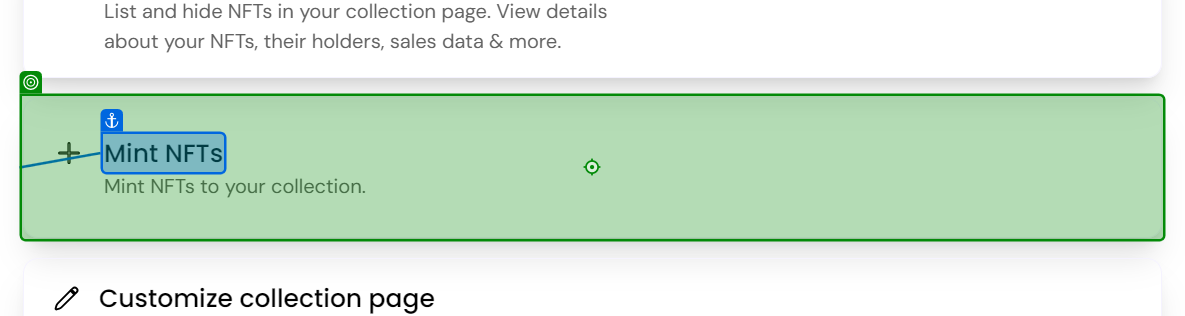 List and hide NFTs in your collection page. View details
about your NFTs, their holders, sales data & more.
Mint NFTs
Mint NFTs to your collection.
Customize collection page